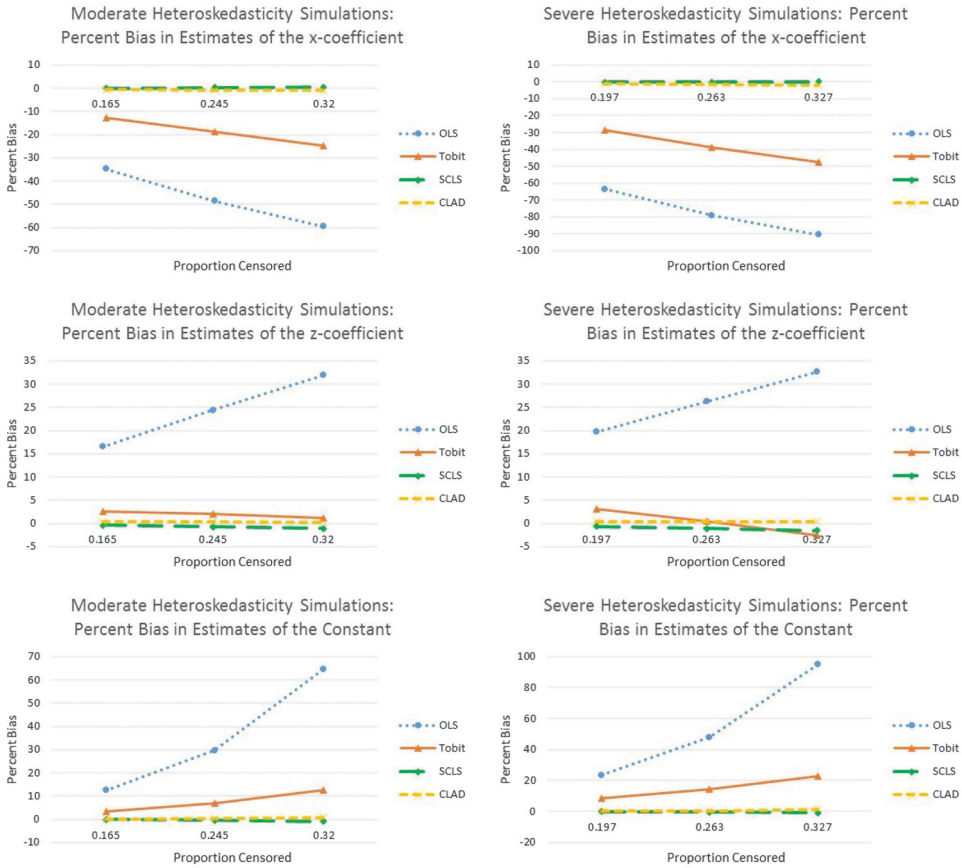 Moderate Heteroskedasticity Simulations:
Percent Bias in Estimates of the x-coefficient
10
0
-10
-20
-30
-40
-50
-60
-70
Percent Bias
0.165 0.245 0.32
Proportion Censored
OLS
Tobit
SCLS
CLAD
Severe Heteroskedasticity Simulations: Percent
Bias in Estimates of the x-coefficient
10
0
-10
-20
-30
-40
-50
-60
-70
-80
-90
-100
Percent Bias
0.197 0.263 0.327
Proportion Censored
OLS
Tobit
SCLS
CLAD
Moderate Heteroskedasticity Simulations:
Percent Bias in Estimates of the z-coefficient
35
30
25
20
15
10
5
0
-5
Percent Bias
0.165 0.245 0.32
Proportion Censored
OLS
Tobit
SCLS
CLAD
Severe Heteroskedasticity Simulations: Percent
Bias in Estimates of the z-coefficient
35
30
25
20
15
10
5
0
-5
Percent Bias
0.197 0.263 0.327
Proportion Censored
OLS
Tobit
SCLS
CLAD
Moderate Heteroskedasticity Simulations:
Percent Bias in Estimates of the Constant
70
60
50
40
30
20
10
0
-10
Percent Bias
0.165 0.245 0.32
Proportion Censored
OLS
Tobit
SCLS
CLAD
Severe Heteroskedasticity Simulations: Percent
Bias in Estimates of the Constant
100
80
60
40
20
0
-20
Percent Bias
0.197 0.263 0.327
Proportion Censored
OLS
Tobit
SCLS
CLAD